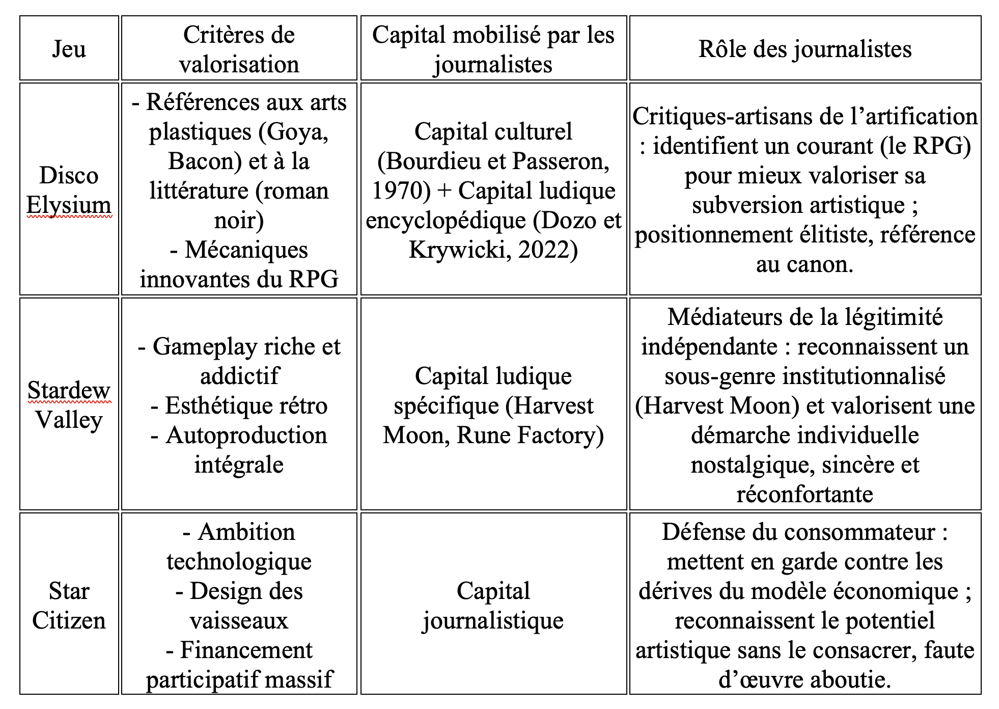 Jeu
Critères de
valorisation
Capital mobilisé par les
journalistes
Rôle des journalistes
Disco
Elysium
- Références aux arts
plastiques (Goya,
Bacon) et à la
littérature (roman
noir)
- Mécaniques
innovantes du RPG
Capital culturel
(Bourdieu et Passeron,
1970) + Capital ludique
encyclopédique (Dozo et
Krywicki, 2022)
Critiques-artisans de l’artification
: identifient un courant (le RPG)
pour mieux valoriser sa
subversion artistique ;
positionnement élitiste, référence
au canon.
Stardew
Valley
- Gameplay riche et
addictif
- Esthétique rétro
- Autoproduction
intégrale
Capital ludique
spécifique (Harvest
Moon, Rune Factory)
Médiateurs de la légitimité
indépendante : reconnaissent un
sous-genre institutionnalisé
(Harvest Moon) et valorisent une
démarche individuelle
nostalgique, sincère et
réconfortante
Star
Citizen
- Ambition
technologique
- Design des
vaisseaux
- Financement
participatif massif
Capital
journalistique
Défense du consommateur :
mettent en garde contre les
dérives du modèle économique ;
reconnaissent le potentiel
artistique sans le consacrer, faute
d’œuvre aboutie.